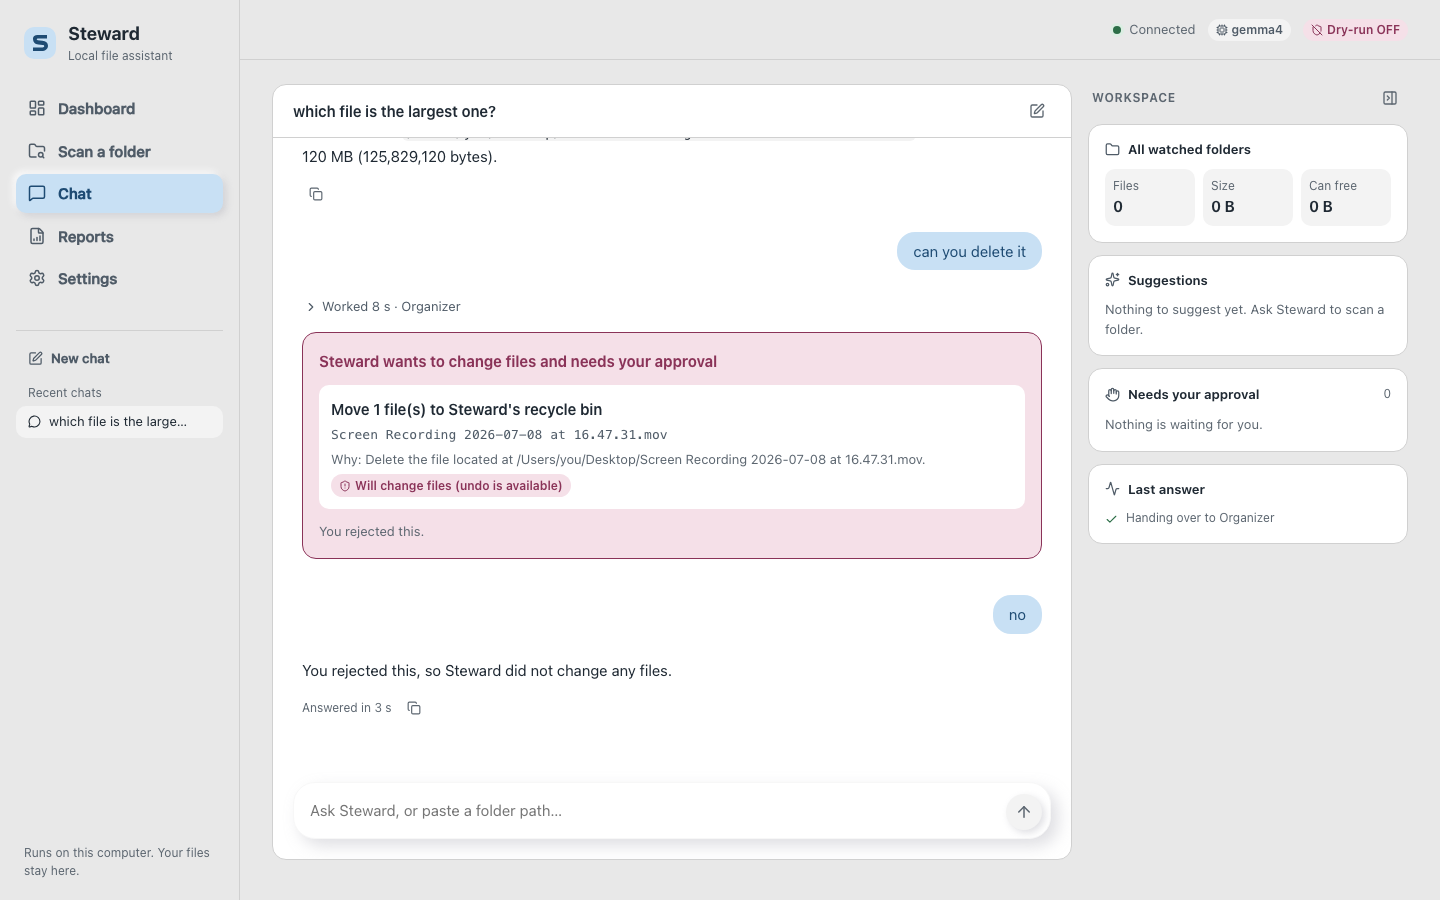 Steward
Local file assistant
Dashboard
Scan a folder
Chat
Reports
Settings
New chat
Recent chats
which file is the large...
Runs on this computer. Your files
stay here.
Connected
gemma4
Dry-run OFF
which file is the largest one?
120 MB (125,829,120 bytes).
can you delete it
Worked 8 s · Organizer
Steward wants to change files and needs your approval
Move 1 file(s) to Steward's recycle bin
Screen Recording 2026-07-08 at 16.47.31.mov
Why: Delete the file located at /Users/you/Desktop/Screen Recording 2026-07-08 at 16.47.31.mov.
Will change files (undo is available)
You rejected this.
no
You rejected this, so Steward did not change any files.
Answered in 3 s
Ask Steward, or paste a folder path...
WORKSPACE
All watched folders
Files
Size
Can free
0
0 B
0 B
Suggestions
Nothing to suggest yet. Ask Steward to scan a
folder.
Needs your approval
0
Nothing is waiting for you.
Last answer
Handing over to Organizer